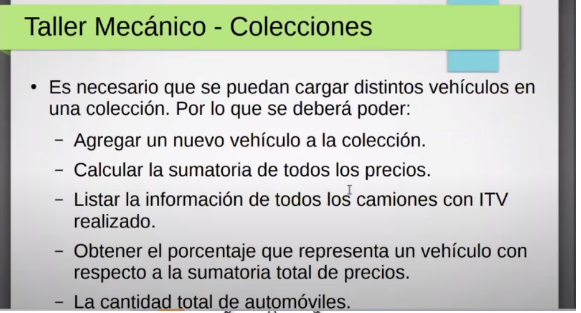 Taller Mecánico - Colecciones
• Es necesario que se puedan cargar distintos vehículos en
una colección. Por lo que se deberá poder:
– Agregar un nuevo vehículo a la colección.
– Calcular la sumatoria de todos los precios.
– Listar la información de todos los camiones con ITV
realizado.
– Obtener el porcentaje que representa un vehículo con
respecto a la sumatoria total de precios.
– La cantidad total de automóviles.